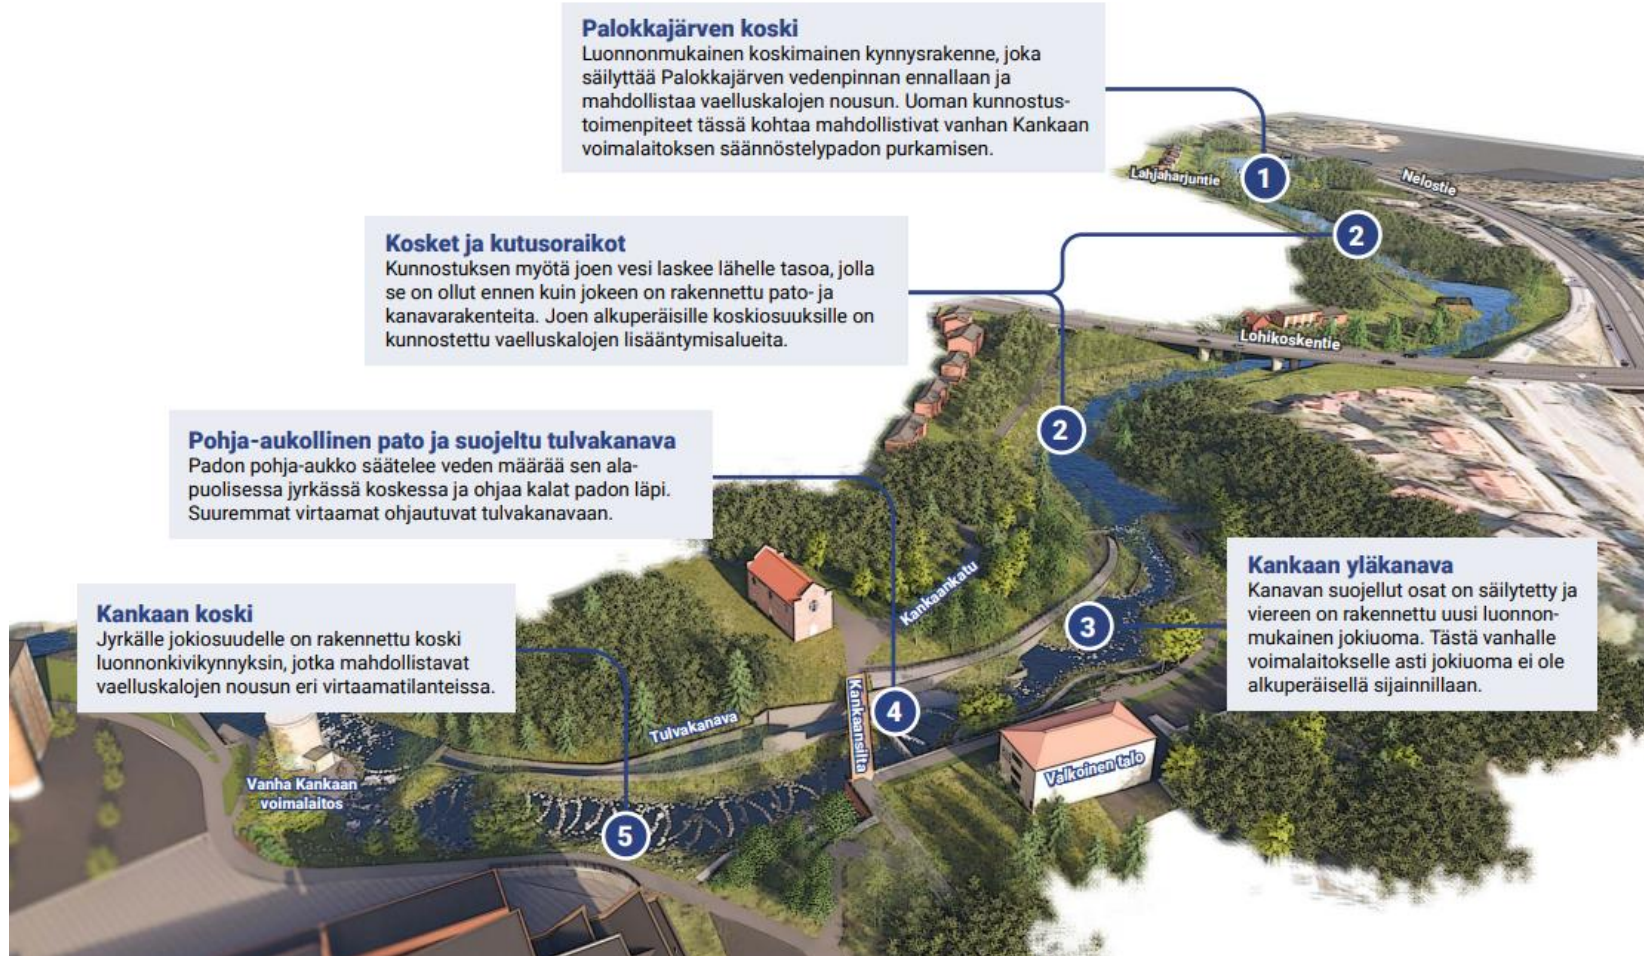 Palokkajärven koski
Luonnonmukainen koskimainen kynnysrakenne, joka
säilyttää Palokkajärven vedenpinnan ennallaan ja
mahdollistaa vaelluskalojen nousun. Uoman kunnostus-
toimenpiteet tässä kohtaa mahdollistivat vanhan Kankaan
voimalaitoksen säännöstelypadon purkamisen.
Lahjaharjuntie
1
Nelostie
2
Kosket ja kutusoraikot
Kunnostuksen myötä joen vesi laskee lähelle tasoa, jolla
se on ollut ennen kuin jokeen on rakennettu pato- ja
kanavarakenteita. Joen alkuperäisille koskiosuuksille on
kunnostettu vaelluskalojen lisääntymisalueita.
Lohikoskentie
2
Pohja-aukollinen pato ja suojeltu tulvakanava
Padon pohja-aukko säätelee veden määrää sen ala-
puolisessa jyrkässä koskessa ja ohjaa kalat padon läpi.
Suuremmat virtaamat ohjautuvat tulvakanavaan.
Kankaankatu
3
Kankaan yläkanava
Kanavan suojellut osat on säilytetty ja
viereen on rakennettu uusi luonnon-
mukainen jokiuoma. Tästä vanhalle
voimalaitokselle asti jokiuoma ei ole
alkuperäisellä sijainnillaan.
Kankaan koski
Jyrkälle jokiosuudelle on rakennettu koski
luonnonkivikynnyksin, jotka mahdollistavat
vaelluskalojen nousun eri virtaamatilanteissa.
Tulvakanava
Kankaansilta
4
Valkoinen talo
Vanha Kankaan
voimalaitos
5